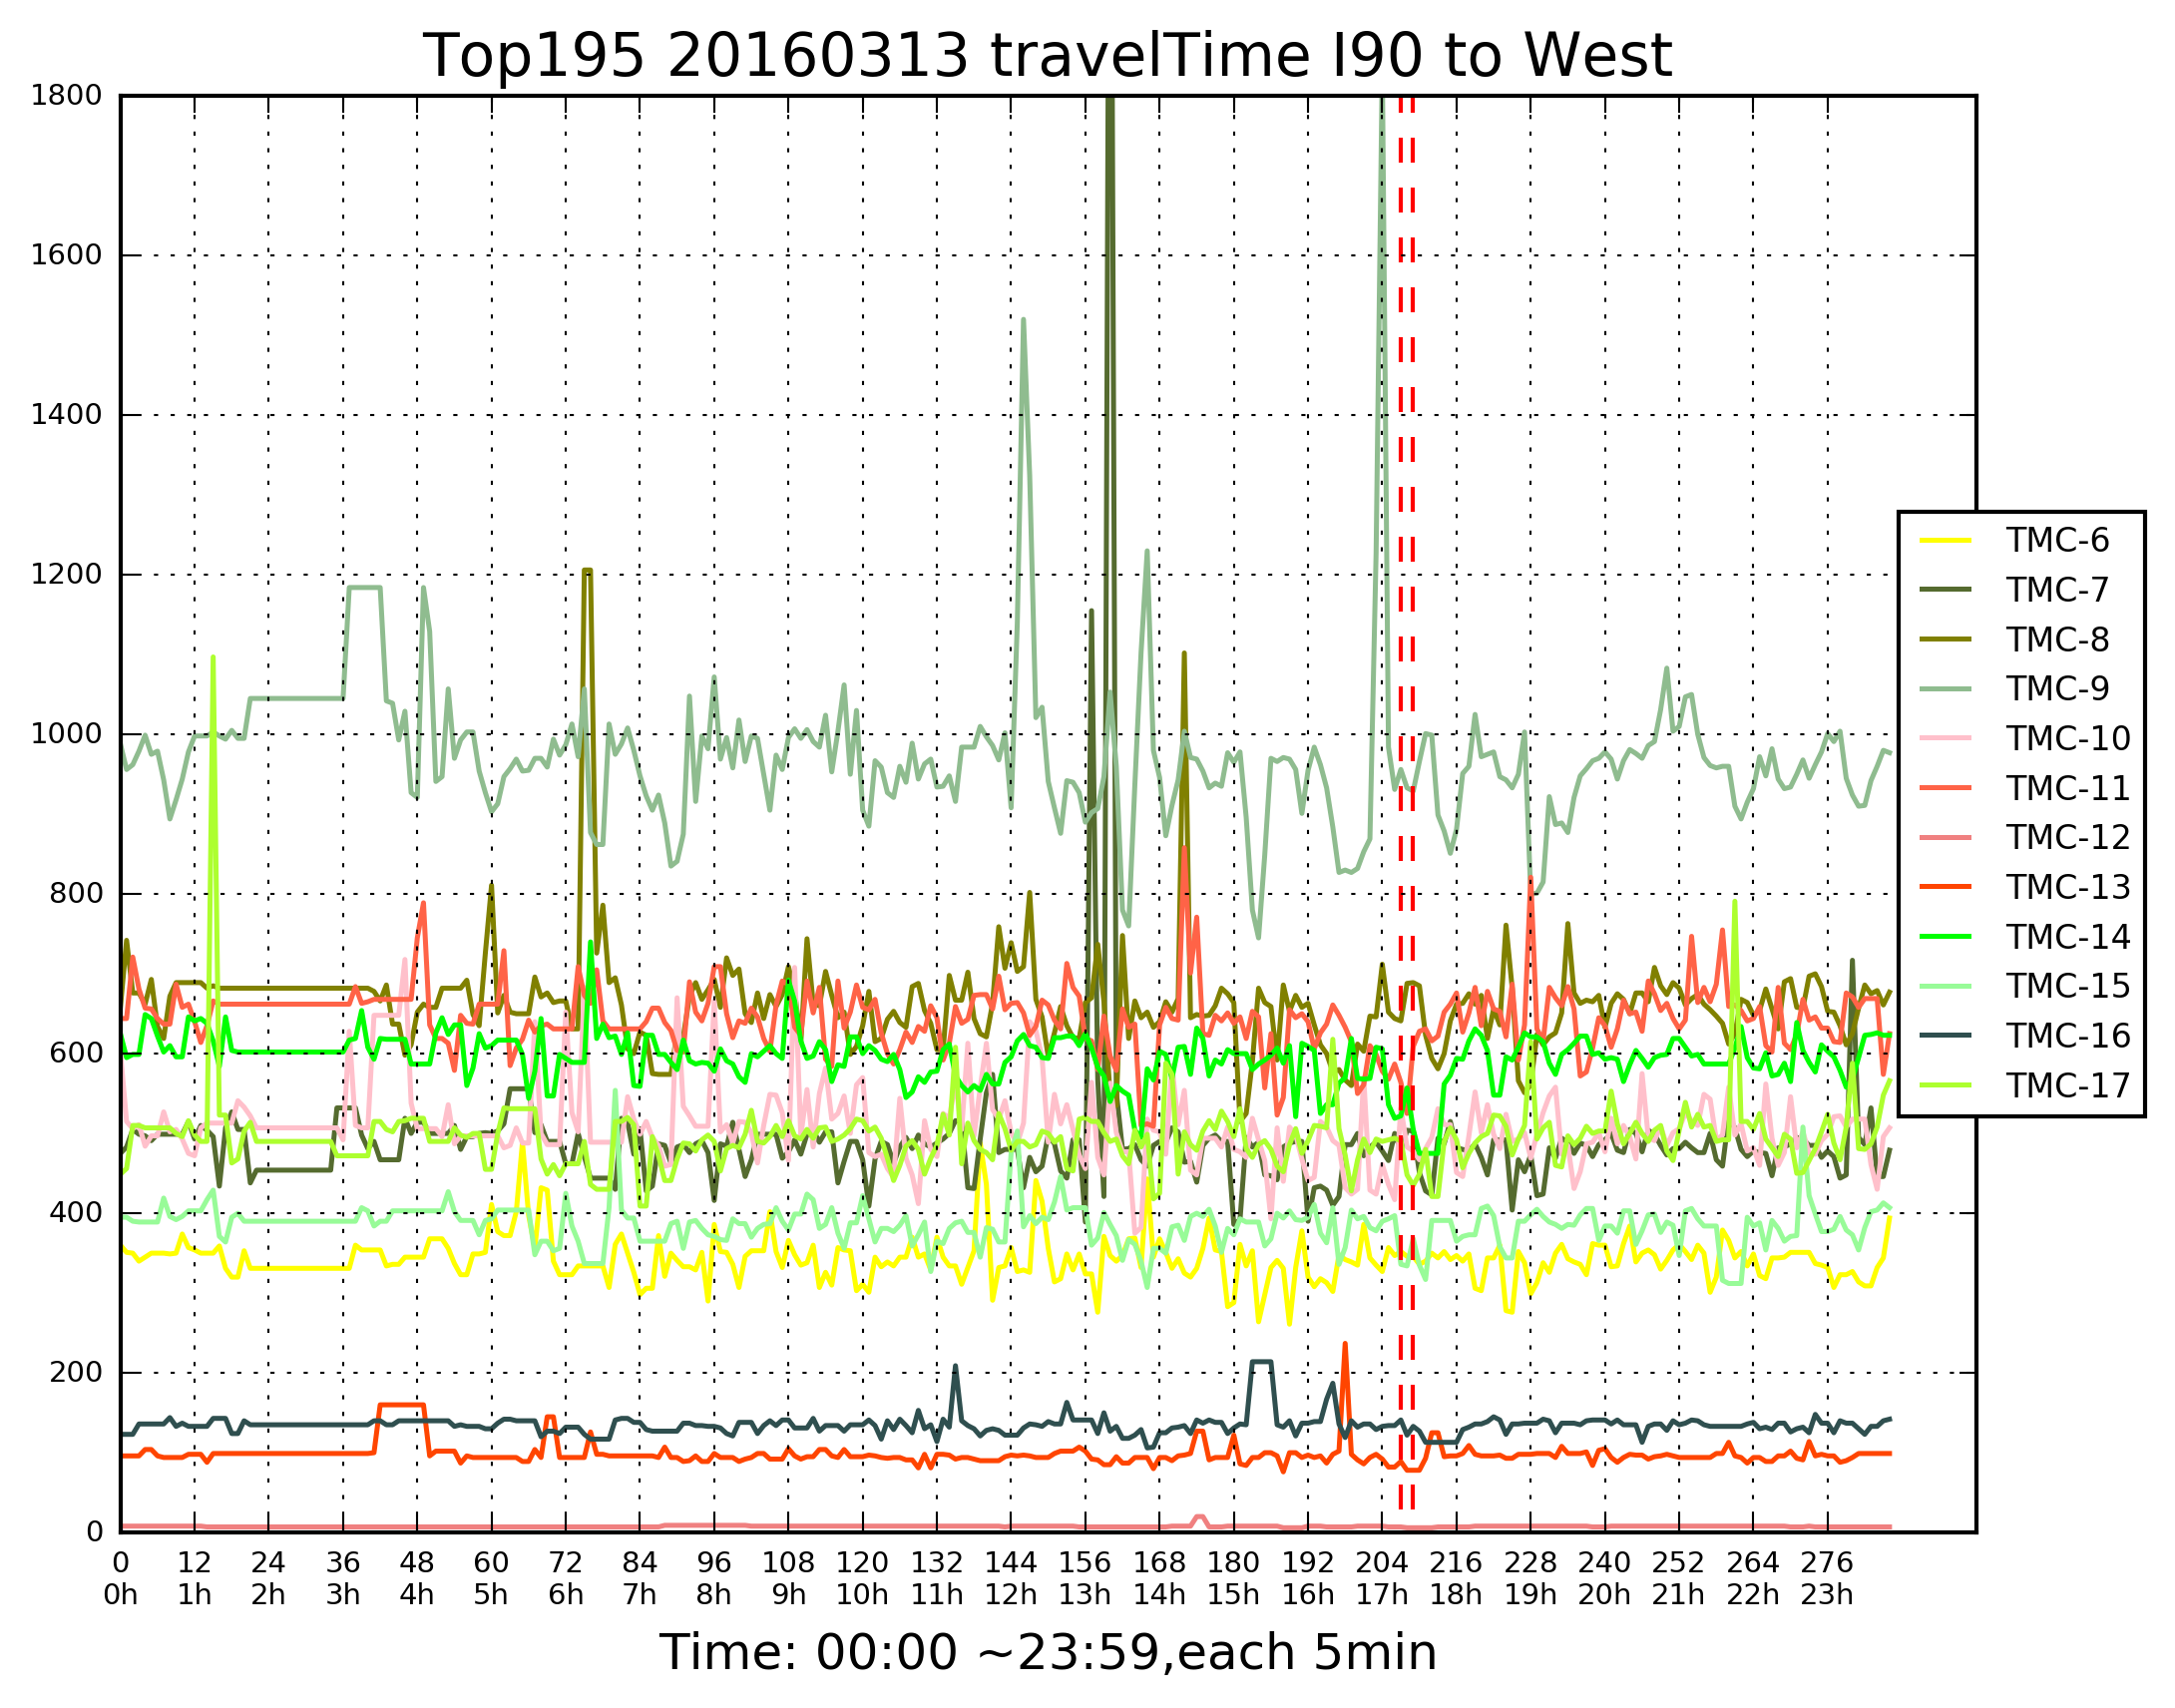 Top195 20160313 travelTime I90 to West
1800
1600
1400
1200
1000
800
600
400
200
0
TMC-6
TMC-7
TMC-8
TMC-9
TMC-10
TMC-11
TMC-12
TMC-13
TMC-14
TMC-15
TMC-16
TMC-17
0 12 24 36 48 60 72 84 96 108 120 132 144 156 168 180 192 204 216 228 240 252 264 276
0h 1h 2h 3h 4h 5h 6h 7h 8h 9h 10h 11h 12h 13h 14h 15h 16h 17h 18h 19h 20h 21h 22h 23h
Time: 00:00 ~23:59,each 5min